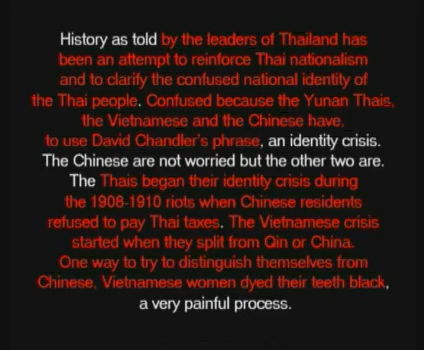 History as told by the leaders of Thailand has
been an attempt to reinforce Thai nationalism
and to clarify the confused national identity of
the Thai people. Confused because the Yunan Thais,
the Vietnamese and the Chinese have,
to use David Chandler's phrase, an identity crisis.
The Chinese are not worried but the other two are.
The Thais began their identity crisis during
the 1908-1910 riots when Chinese residents
refused to pay Thai taxes. The Vietnamese crisis
started when they split from Qin or China.
One way to try to distinguish themselves from
Chinese, Vietnamese women dyed their teeth black,
a very painful process.